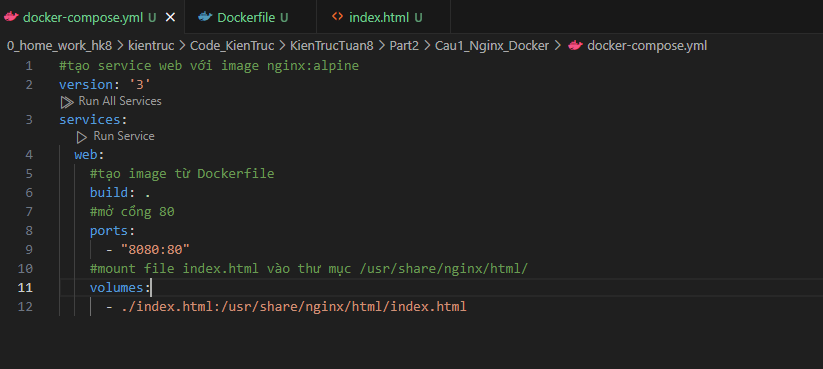 docker-compose.yml U × Dockerfile U index.html U
0_home_work_hk8 > kientruc > Code_KienTruc > KienTrucTuan8 > Part2 > Cau1_Nginx_Docker > docker-compose.yml
1 #tạo service web với image nginx:alpine
2 version: '3'
Run All Services
3 services:
Run Service
4 web:
5 #tạo image từ Dockerfile
6 build: .
7 #mở cổng 80
8 ports:
9 - "8080:80"
10 #mount file index.html vào thư mục /usr/share/nginx/html/
11 volumes:
12 - ./index.html:/usr/share/nginx/html/index.html